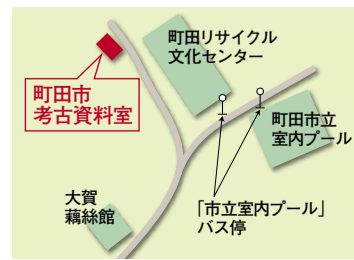 町田リサイクル
文化センター
町田市
考古資料室
町田市立
室内プール
大賀
藕絲館
「市立室内プール」
バス停